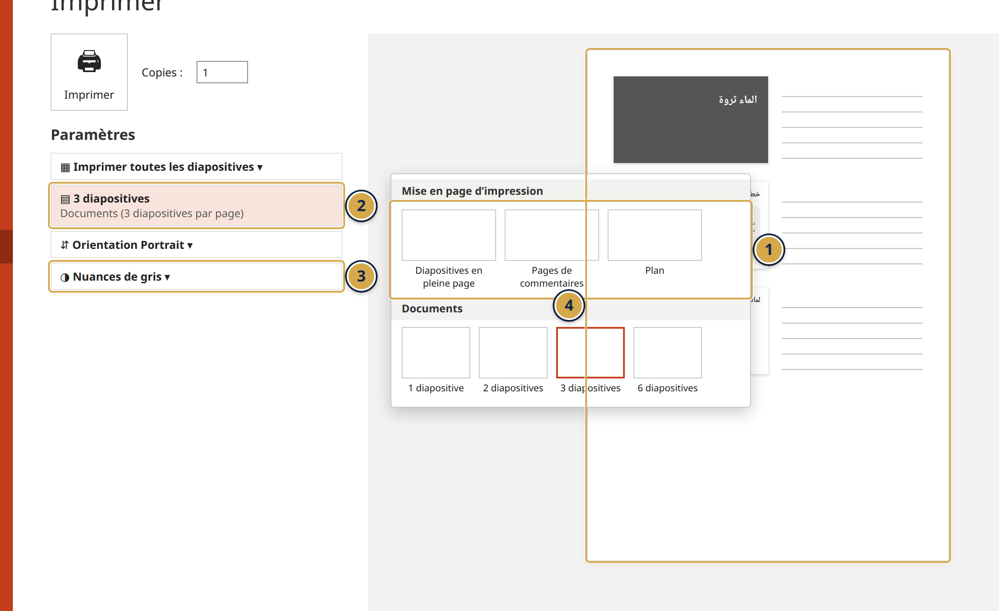 Imprimer
Imprimer
Copies :
1
Paramètres
Imprimer toutes les diapositives ▾
3 diapositives
Documents (3 diapositives par page)
2
Orientation Portrait ▾
Nuances de gris ▾
3
Mise en page d’impression
Diapositives en
pleine page
Pages de
commentaires
Plan
4
Documents
1 diapositive
2 diapositives
3 diapositives
6 diapositives
الماء ثروة
1